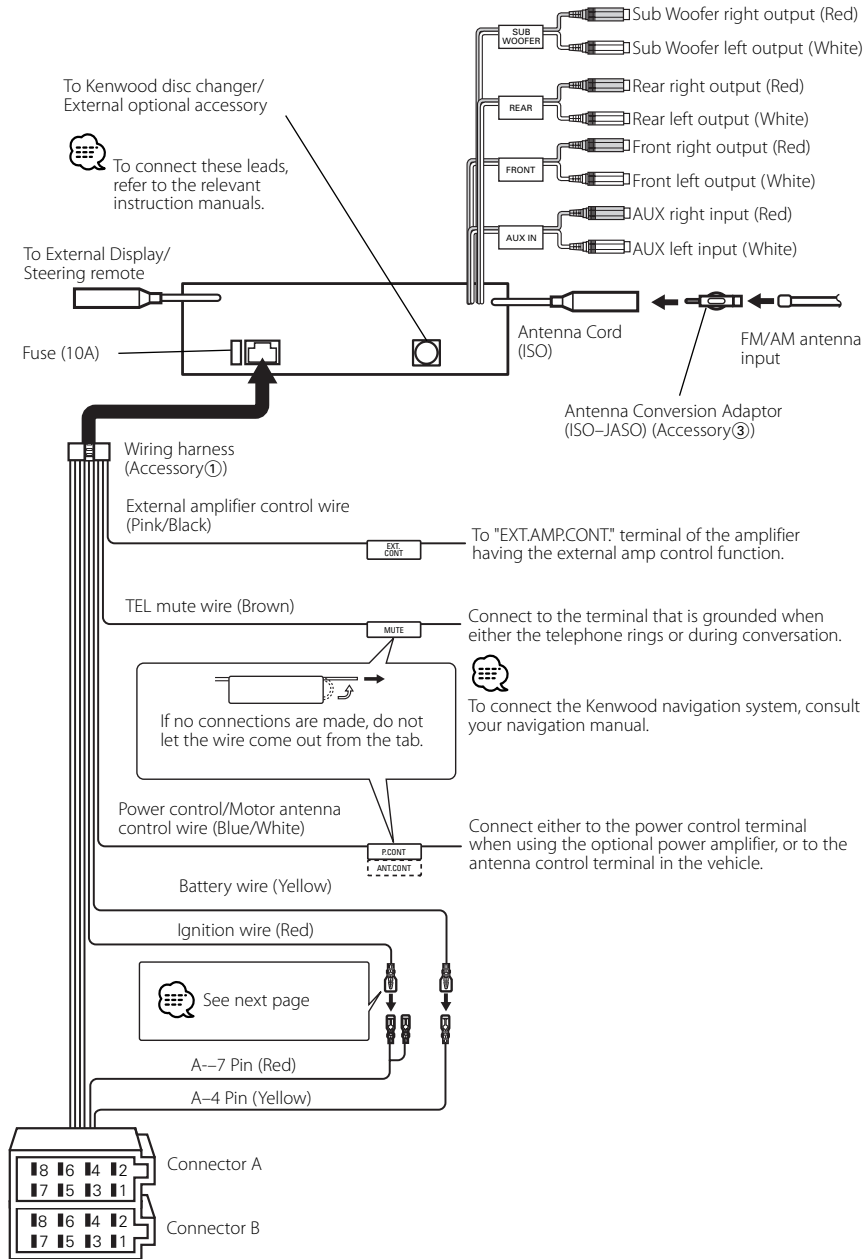 Sub Woofer right output (Red)
SUB
WOOFER
Sub Woofer left output (White)
To Kenwood disc changer/
External optional accessory
Rear right output (Red)
REAR
Rear left output (White)
To connect these leads,
refer to the relevant
instruction manuals.
Front right output (Red)
FRONT
Front left output (White)
AUX right input (Red)
AUX IN
AUX left input (White)
To External Display/
Steering remote
Fuse (10A)
Antenna Cord
(ISO)
FM/AM antenna
input
Antenna Conversion Adaptor
(ISO–JASO) (Accessory③)
Wiring harness
(Accessory①)
External amplifier control wire
(Pink/Black)
EXT.
CONT
To "EXT.AMP.CONT." terminal of the amplifier
having the external amp control function.
TEL mute wire (Brown)
MUTE
Connect to the terminal that is grounded when
either the telephone rings or during conversation.
If no connections are made, do not
let the wire come out from the tab.
To connect the Kenwood navigation system, consult
your navigation manual.
Power control/Motor antenna
control wire (Blue/White)
P.CONT
ANT.CONT
Connect either to the power control terminal
when using the optional power amplifier, or to the
antenna control terminal in the vehicle.
Battery wire (Yellow)
Ignition wire (Red)
See next page
A-–7 Pin (Red)
A–4 Pin (Yellow)
8 6 4 2
7 5 3 1
Connector A
8 6 4 2
7 5 3 1
Connector B